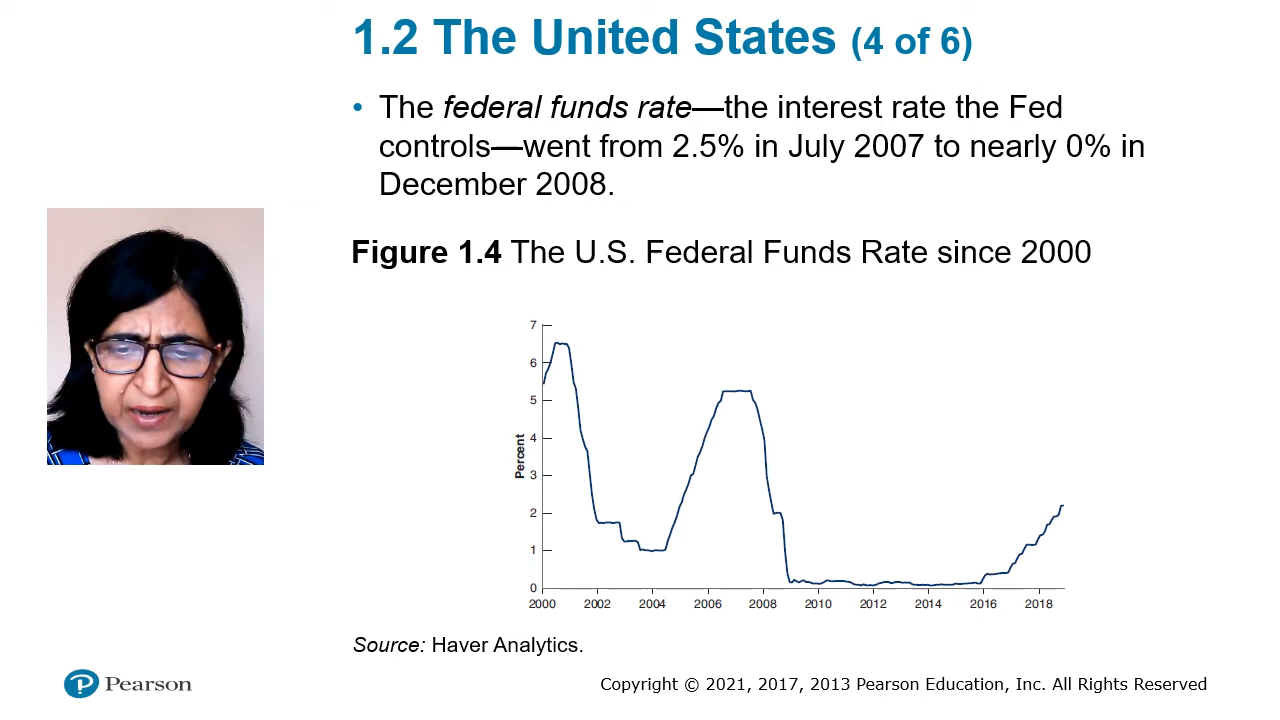 1.2 The United States (4 of 6)
• The federal funds rate—the interest rate the Fed
controls—went from 2.5% in July 2007 to nearly 0% in
December 2008.
Figure 1.4 The U.S. Federal Funds Rate since 2000
7
6
5
4
3
2
1
0
Percent
2000 2002 2004 2006 2008 2010 2012 2014 2016 2018
Source: Haver Analytics.
P Pearson
Copyright © 2021, 2017, 2013 Pearson Education, Inc. All Rights Reserved